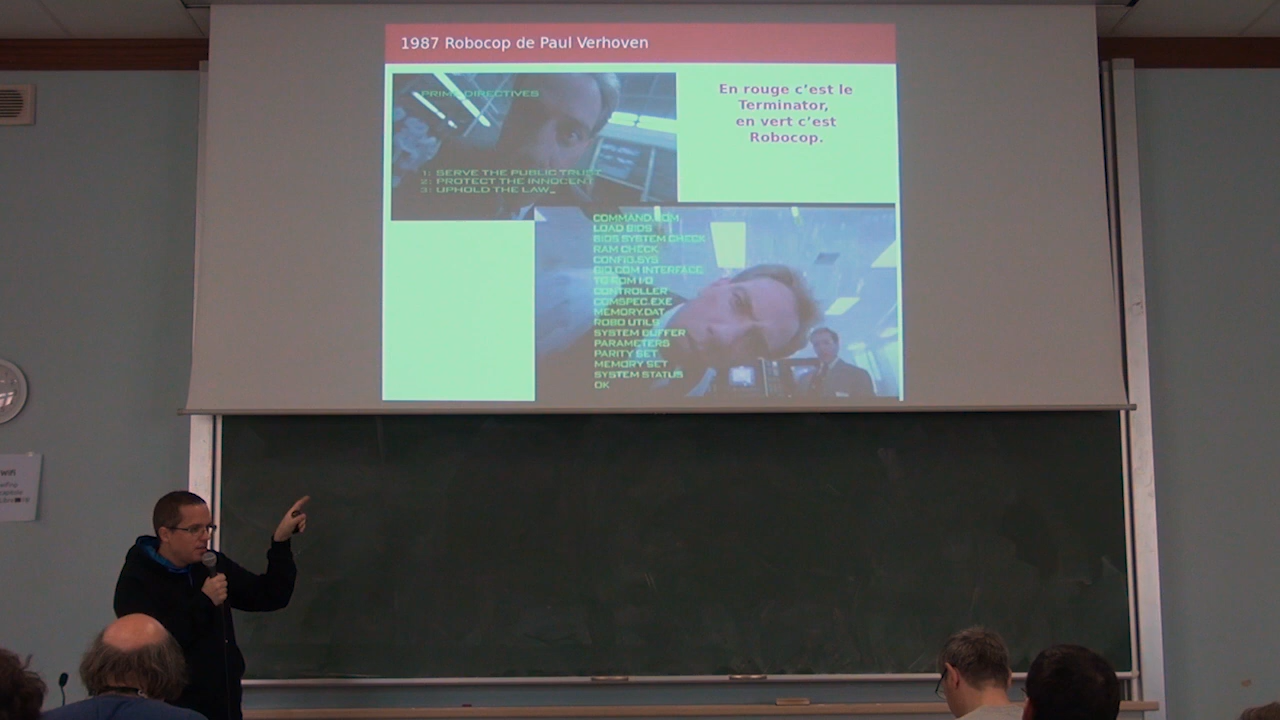 1987 Robocop de Paul Verhoven
En rouge c'est le
Terminator,
en vert c'est
Robocop.
PRIME DIRECTIVES
1: SERVE THE PUBLIC TRUST
2: PROTECT THE INNOCENT
3: UPHOLD THE LAW_
COMMAND.COM
LOAD BIOS
BIOS SYSTEM CHECK
RAM CHECK
CONFIG.SYS
BIO.COM INTERFACE
TO ROM I/O
CONTROLLER
COMSPEC.EXE
MEMORY.DAT
ROBO UTILS
SYSTEM BUFFER
PARAMETERS
PARITY SET
MEMORY SET
SYSTEM STATUS
OK